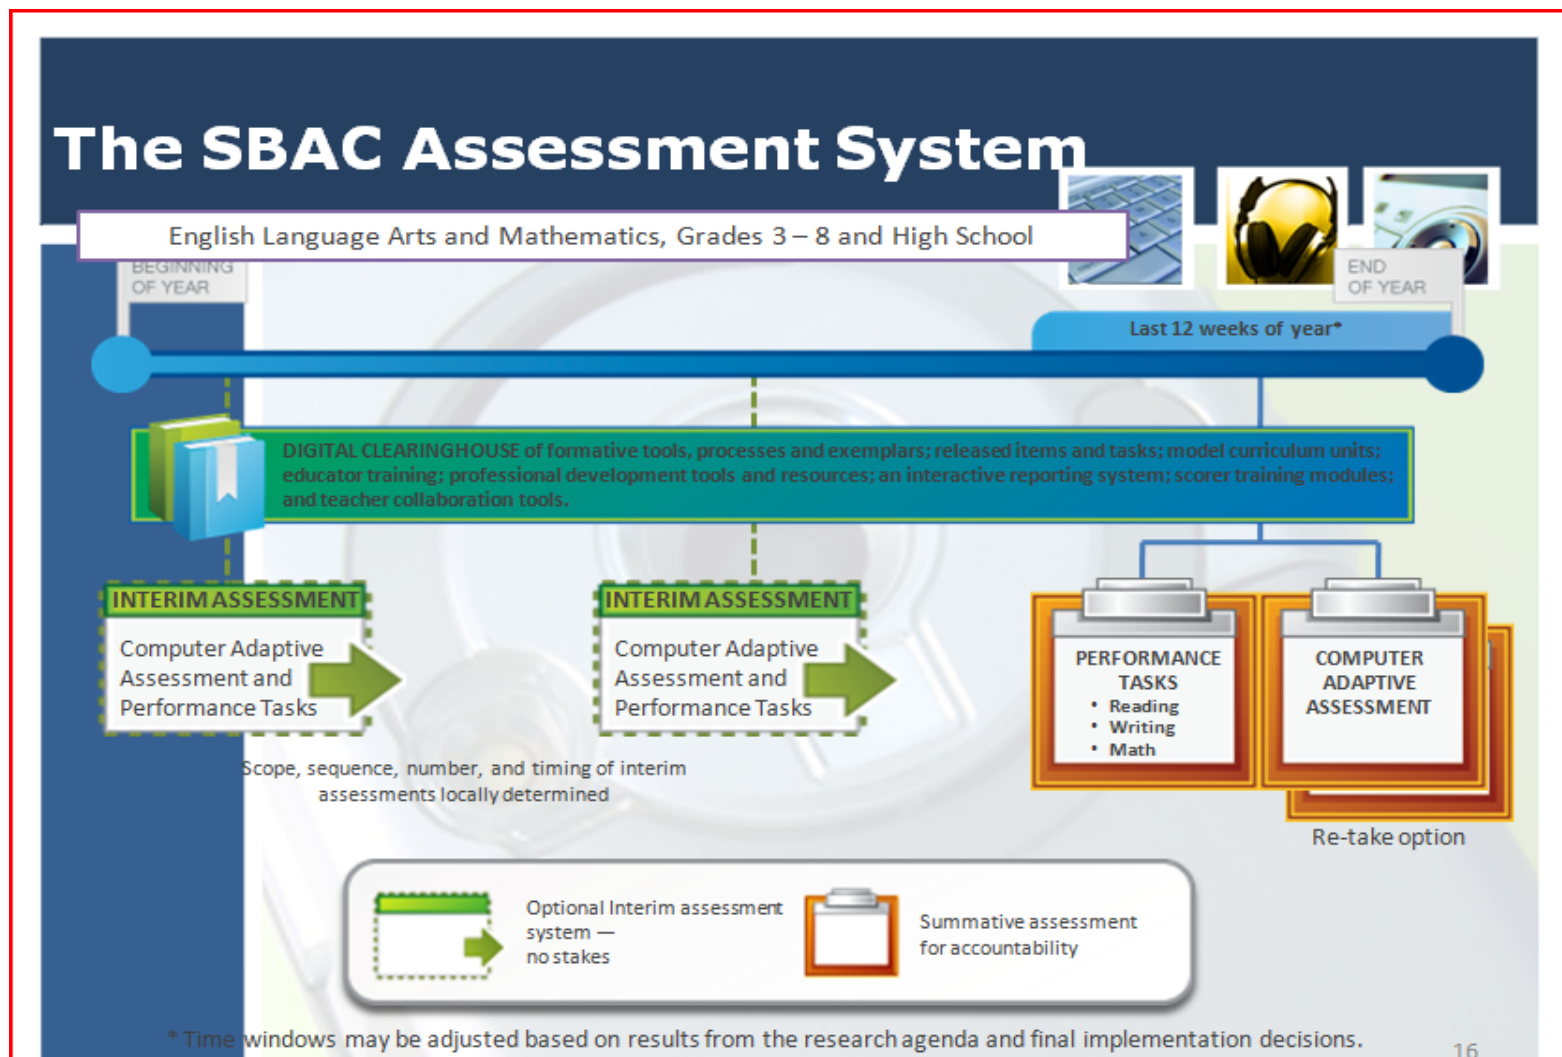 The SBAC Assessment System
English Language Arts and Mathematics, Grades 3 – 8 and High School
BEGINNING
OF YEAR
END
OF YEAR
Last 12 weeks of year*
DIGITAL CLEARINGHOUSE of formative tools, processes and exemplars; released items and tasks; model curriculum units;
educator training; professional development tools and resources; an interactive reporting system; scorer training modules;
and teacher collaboration tools.
INTERIM ASSESSMENT
Computer Adaptive
Assessment and
Performance Tasks
INTERIM ASSESSMENT
Computer Adaptive
Assessment and
Performance Tasks
PERFORMANCE
TASKS
• Reading
• Writing
• Math
COMPUTER
ADAPTIVE
ASSESSMENT
Scope, sequence, number, and timing of interim
assessments locally determined
Re-take option
Optional Interim assessment
system —
no stakes
Summative assessment
for accountability
* Time windows may be adjusted based on results from the research agenda and final implementation decisions.
16